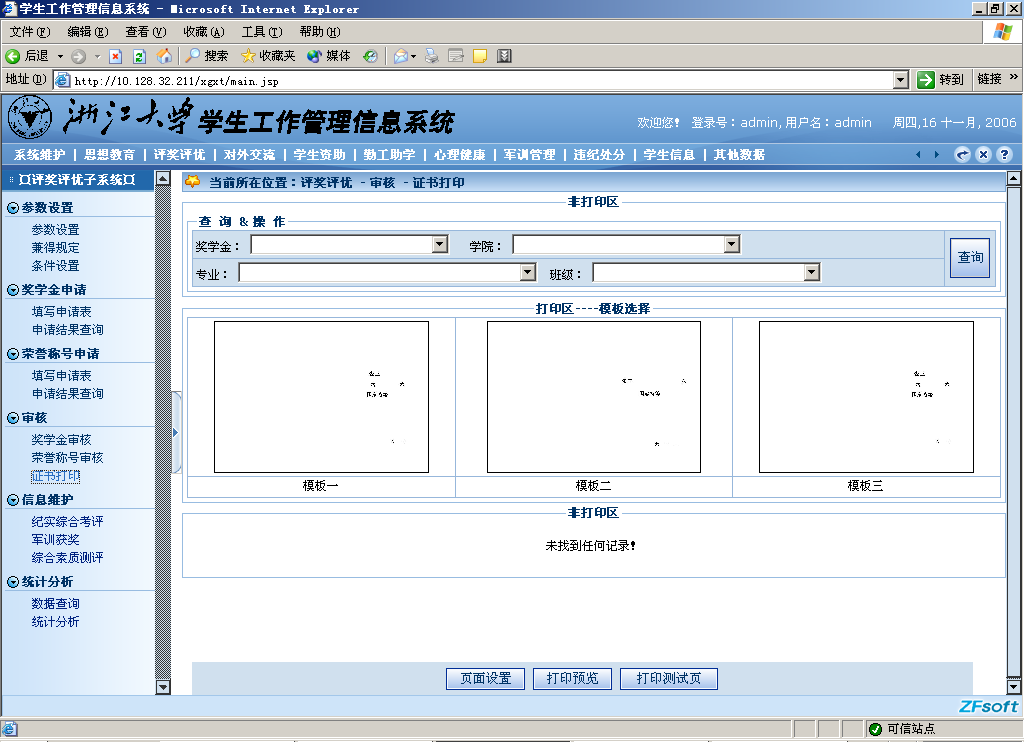 学生工作管理信息系统 - Microsoft Internet Explorer
文件(F) 编辑(E) 查看(V) 收藏(A) 工具(T) 帮助(H)
后退 搜索 收藏夹 媒体
地址(D) http://10.128.32.211/xgxt/main.jsp 转到 链接 »
浙江大学 学生工作管理信息系统 欢迎您! 登录号:admin,用户名:admin 周四,16 十一月, 2006
系统维护 | 思想教育 | 评奖评优 | 对外交流 | 学生资助 | 勤工助学 | 心理健康 | 军训管理 | 违纪处分 | 学生信息 | 其他数据
¤评奖评优子系统¤
参数设置
参数设置
兼得规定
条件设置
奖学金申请
填写申请表
申请结果查询
荣誉称号申请
填写申请表
申请结果查询
审核
奖学金审核
荣誉称号审核
证书打印
信息维护
纪实综合考评
军训获奖
综合素质测评
统计分析
数据查询
统计分析
当前所在位置:评奖评优 - 审核 - 证书打印
非打印区
查 询 & 操 作
奖学金: 学院:
专业: 班级:
查询
打印区----模板选择
模板一 模板二 模板三
非打印区
未找到任何记录!
页面设置 打印预览 打印测试页
ZFsoft
可信站点